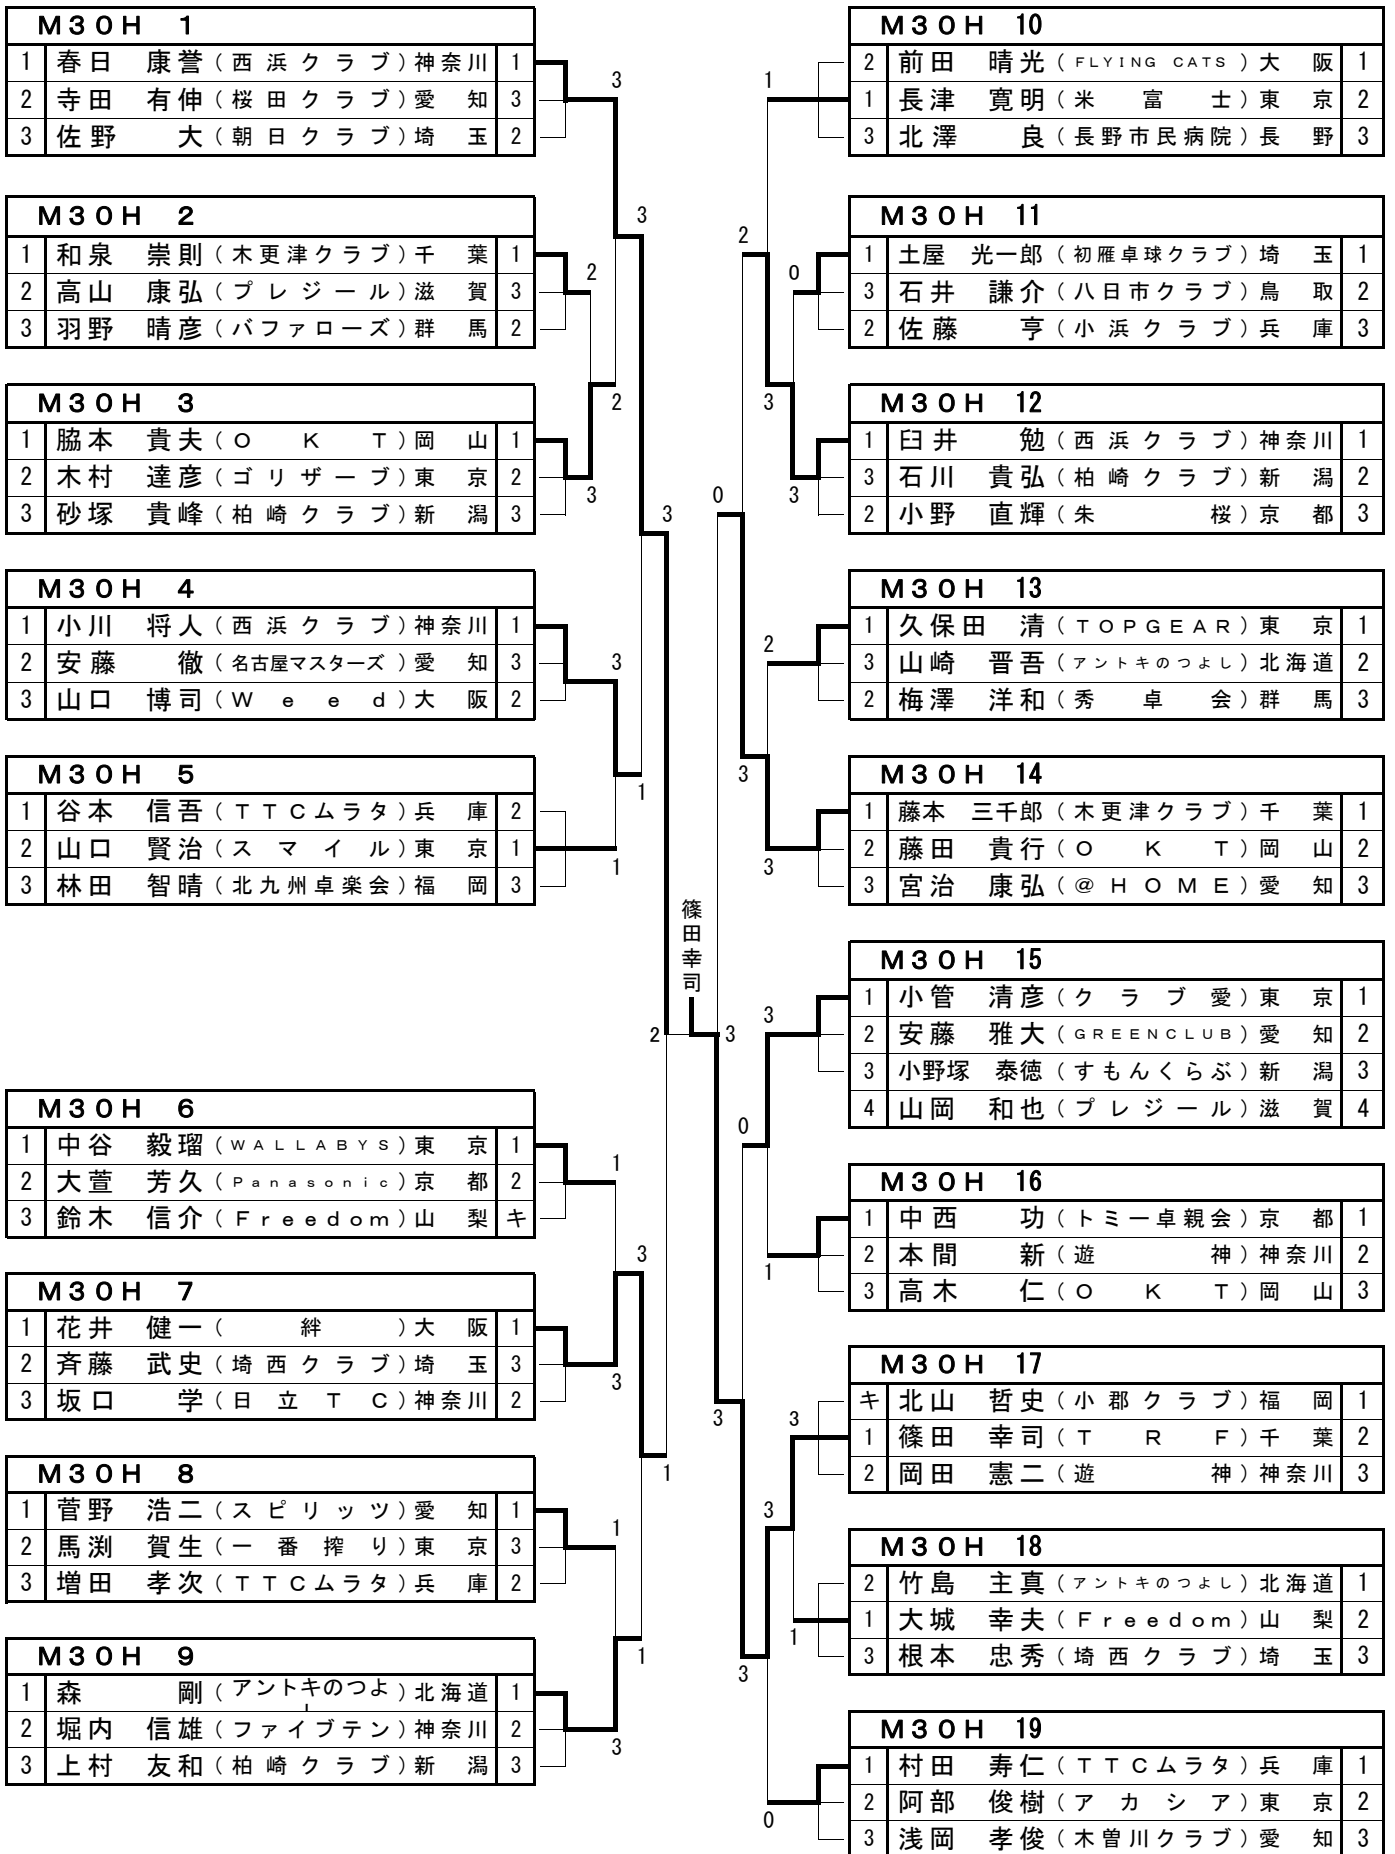 M30H 1
1 春日 康誉 (西浜クラブ) 神奈川 1
2 寺田 有伸 (桜田クラブ) 愛知 3
3 佐野 大 (朝日クラブ) 埼玉 2
M30H 2
1 和泉 崇則 (木更津クラブ) 千葉 1
2 高山 康弘 (プレジール) 滋賀 3
3 羽野 晴彦 (バファローズ) 群馬 2
M30H 3
1 脇本 貴夫 (OKT) 岡山 1
2 木村 達彦 (ゴリザーブ) 東京 2
3 砂塚 貴峰 (柏崎クラブ) 新潟 3
M30H 4
1 小川 将人 (西浜クラブ) 神奈川 1
2 安藤 徹 (名古屋マスターズ) 愛知 3
3 山口 博司 (Weed) 大阪 2
M30H 5
1 谷本 信吾 (TTCムラタ) 兵庫 2
2 山口 賢治 (スマイル) 東京 1
3 林田 智晴 (北九州卓楽会) 福岡 3
M30H 6
1 中谷 毅瑠 (WALLABYS) 東京 1
2 大萱 芳久 (Panasonic) 京都 2
3 鈴木 信介 (Freedom) 山梨 キ
M30H 7
1 花井 健一 (絆) 大阪 1
2 斉藤 武史 (埼西クラブ) 埼玉 3
3 坂口 学 (日立TC) 神奈川 2
M30H 8
1 菅野 浩二 (スピリッツ) 愛知 1
2 馬渕 賀生 (一番搾り) 東京 3
3 増田 孝次 (TTCムラタ) 兵庫 2
M30H 9
1 森 剛 (アントキのつよ) 北海道 1
2 堀内 信雄 (ファイブテン) 神奈川 2
3 上村 友和 (柏崎クラブ) 新潟 3
3
3
2
2
3
3
3
1
1
2
1
3
3
1
1
1
3
篠田幸司
3
1
2
0
3
3
0
2
3
3
3
0
1
3
3
3
1
3
0
M30H 10
2 前田 晴光 (FLYING CATS) 大阪 1
1 長津 寛明 (米富士) 東京 2
3 北澤 良 (長野市民病院) 長野 3
M30H 11
1 土屋 光一郎 (初雁卓球クラブ) 埼玉 1
3 石井 謙介 (八日市クラブ) 鳥取 2
2 佐藤 亨 (小浜クラブ) 兵庫 3
M30H 12
1 臼井 勉 (西浜クラブ) 神奈川 1
3 石川 貴弘 (柏崎クラブ) 新潟 2
2 小野 直輝 (朱桜) 京都 3
M30H 13
1 久保田 清 (TOPGEAR) 東京 1
3 山崎 晋吾 (アントキのつよし) 北海道 2
2 梅澤 洋和 (秀卓会) 群馬 3
M30H 14
1 藤本 三千郎 (木更津クラブ) 千葉 1
2 藤田 貴行 (OKT) 岡山 2
3 宮治 康弘 (@HOME) 愛知 3
M30H 15
1 小管 清彦 (クラブ愛) 東京 1
2 安藤 雅大 (GREENCLUB) 愛知 2
3 小野塚 泰徳 (すもんくらぶ) 新潟 3
4 山岡 和也 (プレジール) 滋賀 4
M30H 16
1 中西 功 (トミー卓親会) 京都 1
2 本間 新 (遊神) 神奈川 2
3 高木 仁 (OKT) 岡山 3
M30H 17
キ 北山 哲史 (小郡クラブ) 福岡 1
1 篠田 幸司 (TRF) 千葉 2
2 岡田 憲二 (遊神) 神奈川 3
M30H 18
2 竹島 主真 (アントキのつよし) 北海道 1
1 大城 幸夫 (Freedom) 山梨 2
3 根本 忠秀 (埼西クラブ) 埼玉 3
M30H 19
1 村田 寿仁 (TTCムラタ) 兵庫 1
2 阿部 俊樹 (アカシア) 東京 2
3 浅岡 孝俊 (木曽川クラブ) 愛知 3